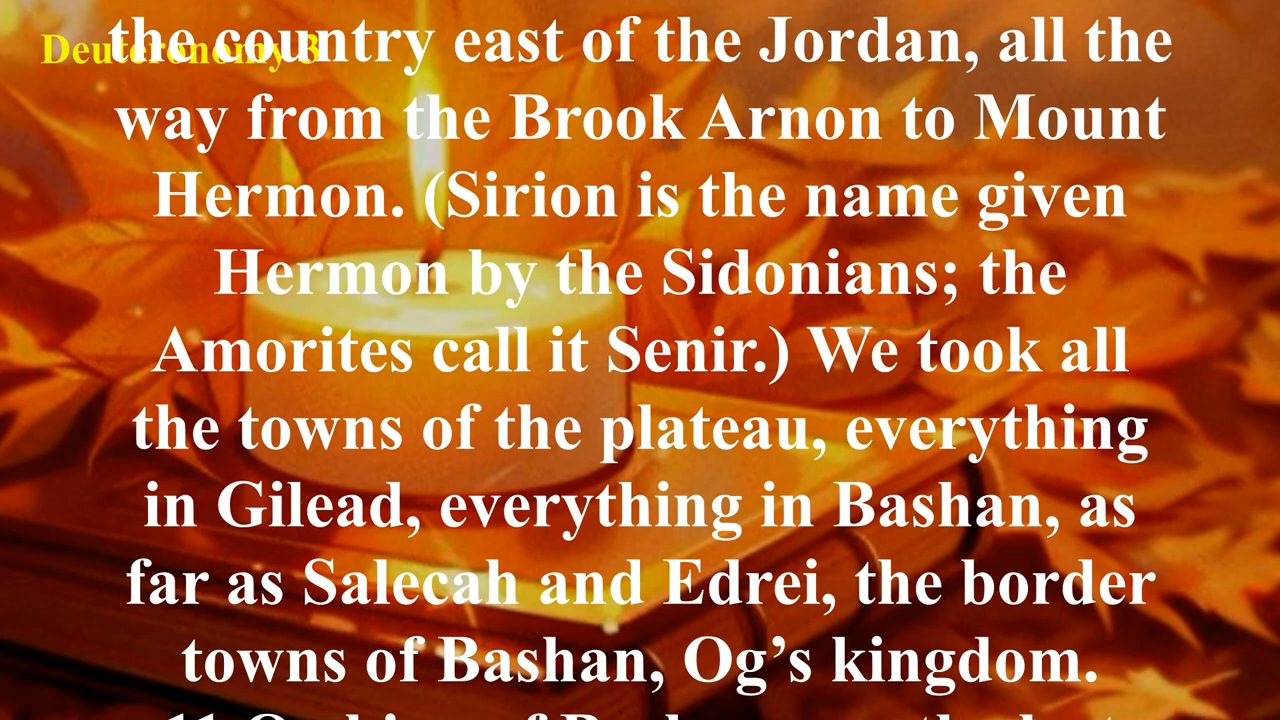 Deuteronomy 3
the country east of the Jordan, all the
way from the Brook Arnon to Mount
Hermon. (Sirion is the name given
Hermon by the Sidonians; the
Amorites call it Senir.) We took all
the towns of the plateau, everything
in Gilead, everything in Bashan, as
far as Salecah and Edrei, the border
towns of Bashan, Og’s kingdom.